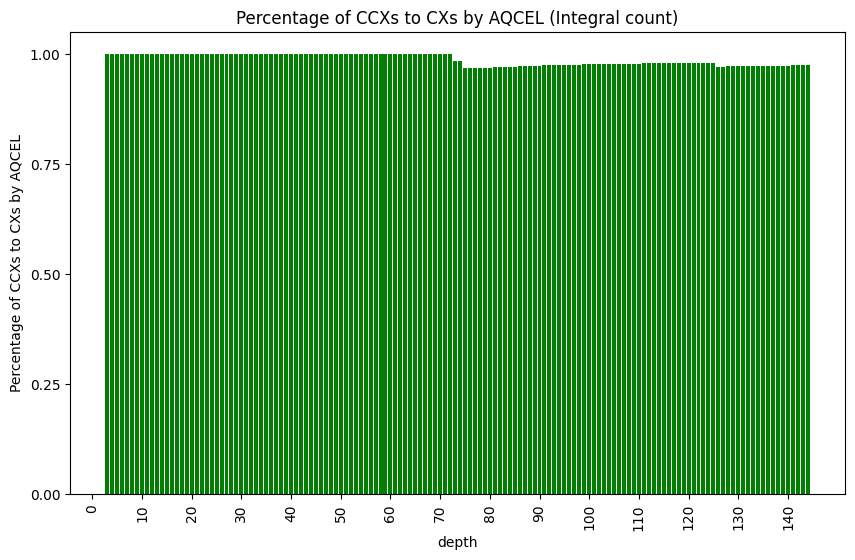 Percentage of CCXs to CXs by AQCEL (Integral count)
Percentage of CCXs to CXs by AQCEL
1.00
0.75
0.50
0.25
0.00
0 10 20 30 40 50 60 70 80 90 100 110 120 130 140
depth